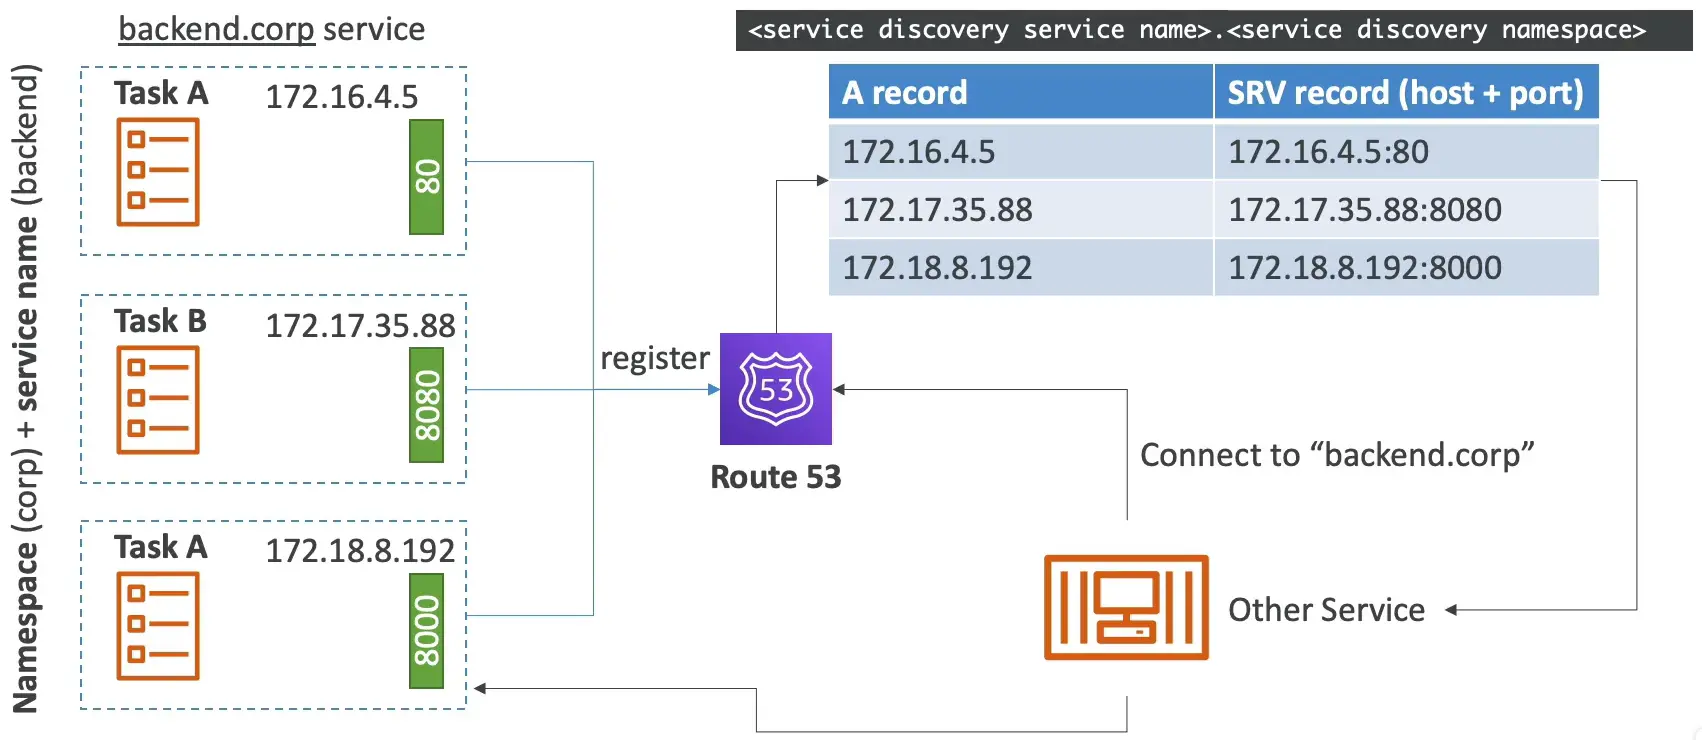 backend.corp service
<service discovery service name>.<service discovery namespace>
Namespace (corp) + service name (backend)
Task A
172.16.4.5
80
Task B
172.17.35.88
8080
Task A
172.18.8.192
8000
register
53
Route 53
A record
SRV record (host + port)
172.16.4.5
172.16.4.5:80
172.17.35.88
172.17.35.88:8080
172.18.8.192
172.18.8.192:8000
Connect to “backend.corp”
Other Service